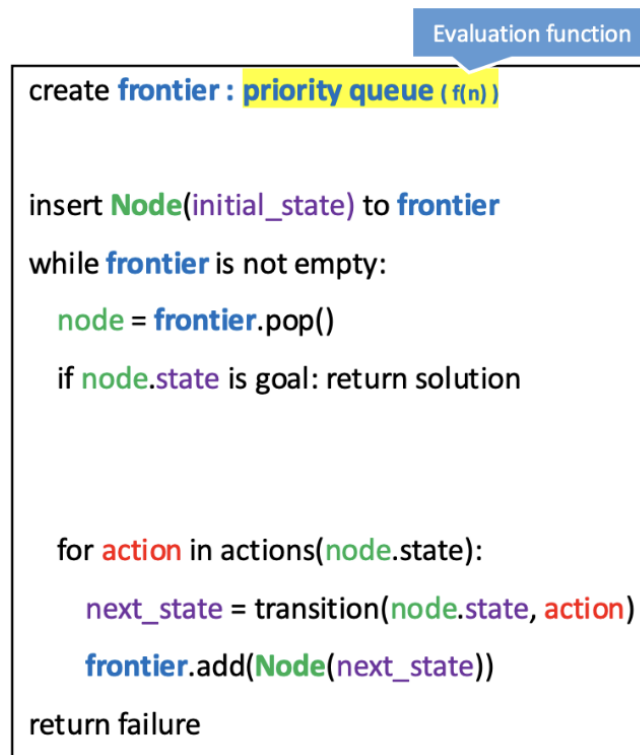 Evaluation function
create frontier : priority queue ( f(n) )
insert Node(initial_state) to frontier
while frontier is not empty:
node = frontier.pop()
if node.state is goal: return solution
for action in actions(node.state):
next_state = transition(node.state, action)
frontier.add(Node(next_state))
return failure